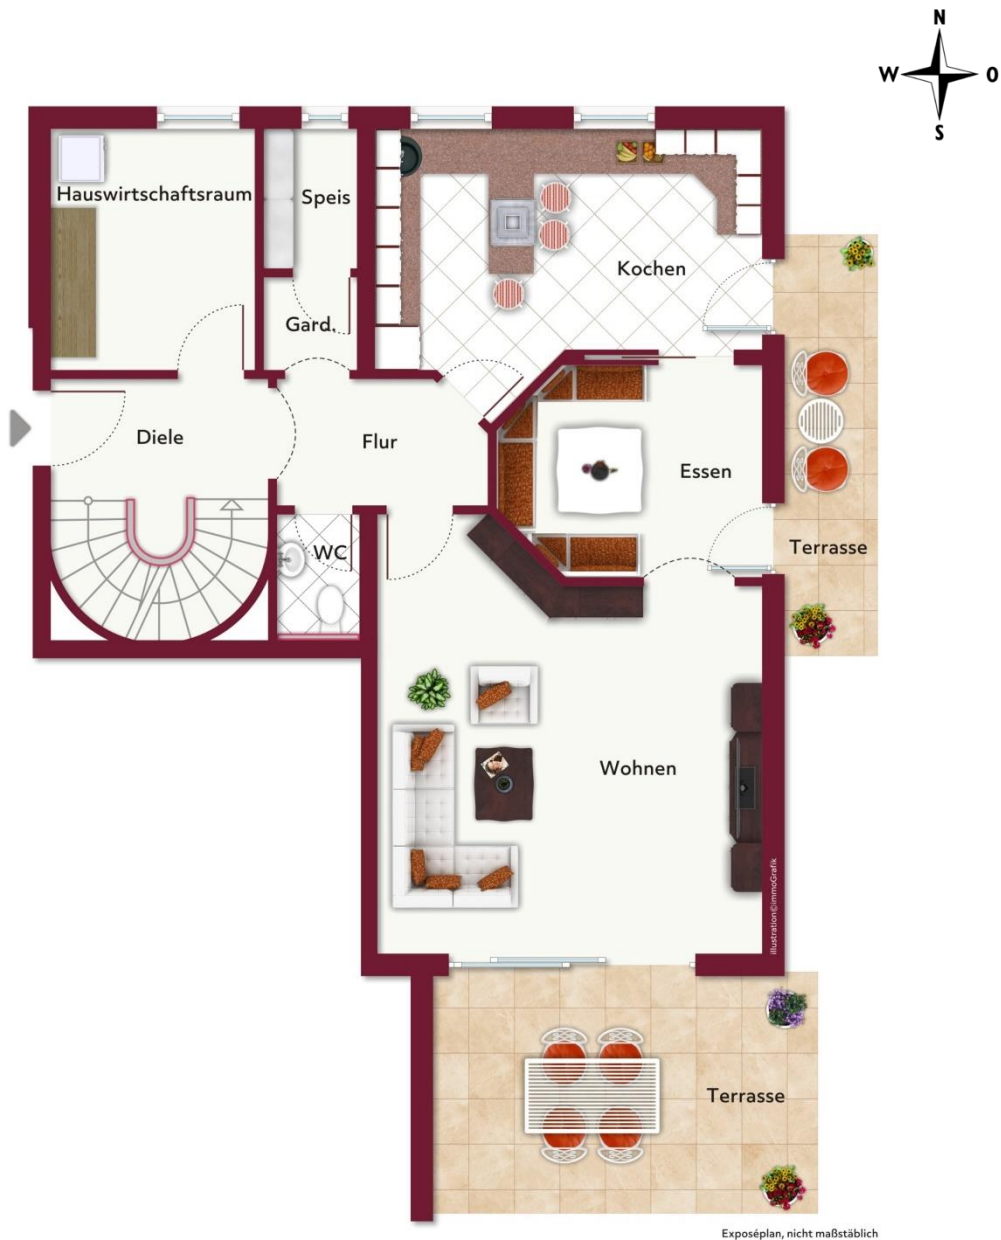 N
W O
S
Hauswirtschaftsraum
Speis
Kochen
Gard.
Diele
Flur
Essen
WC
Terrasse
Wohnen
illustration©immoGrafik
Terrasse
Exposéplan, nicht maßstäblich